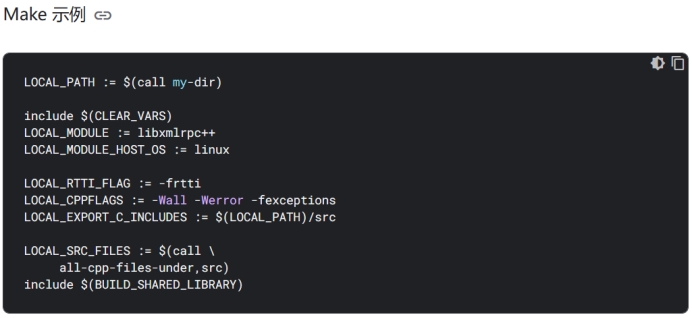 Make 示例
LOCAL_PATH := $(call my-dir)
include $(CLEAR_VARS)
LOCAL_MODULE := libxmlrpc++
LOCAL_MODULE_HOST_OS := linux
LOCAL_RTTI_FLAG := -frtti
LOCAL_CPPFLAGS := -Wall -Werror -fexceptions
LOCAL_EXPORT_C_INCLUDES := $(LOCAL_PATH)/src
LOCAL_SRC_FILES := $(call \
     all-cpp-files-under,src)
include $(BUILD_SHARED_LIBRARY)